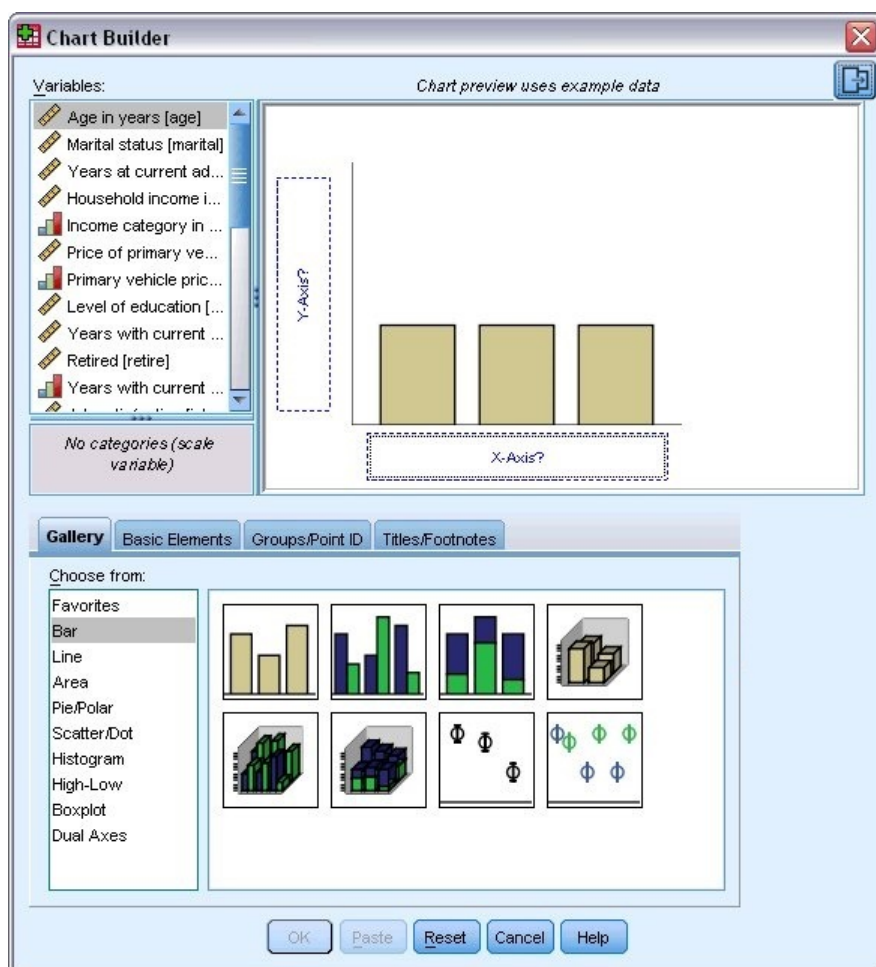 Chart Builder
Variables:
Chart preview uses example data
Age in years [age]
Marital status [marital]
Years at current ad...
Household income i...
Income category in ...
Price of primary ve...
Primary vehicle pric...
Level of education [...
Years with current ...
Retired [retire]
Years with current ...
No categories (scale
variable)
Y-Axis?
X-Axis?
Gallery
Basic Elements
Groups/Point ID
Titles/Footnotes
Choose from:
Favorites
Bar
Line
Area
Pie/Polar
Scatter/Dot
Histogram
High-Low
Boxplot
Dual Axes
OK
Paste
Reset
Cancel
Help